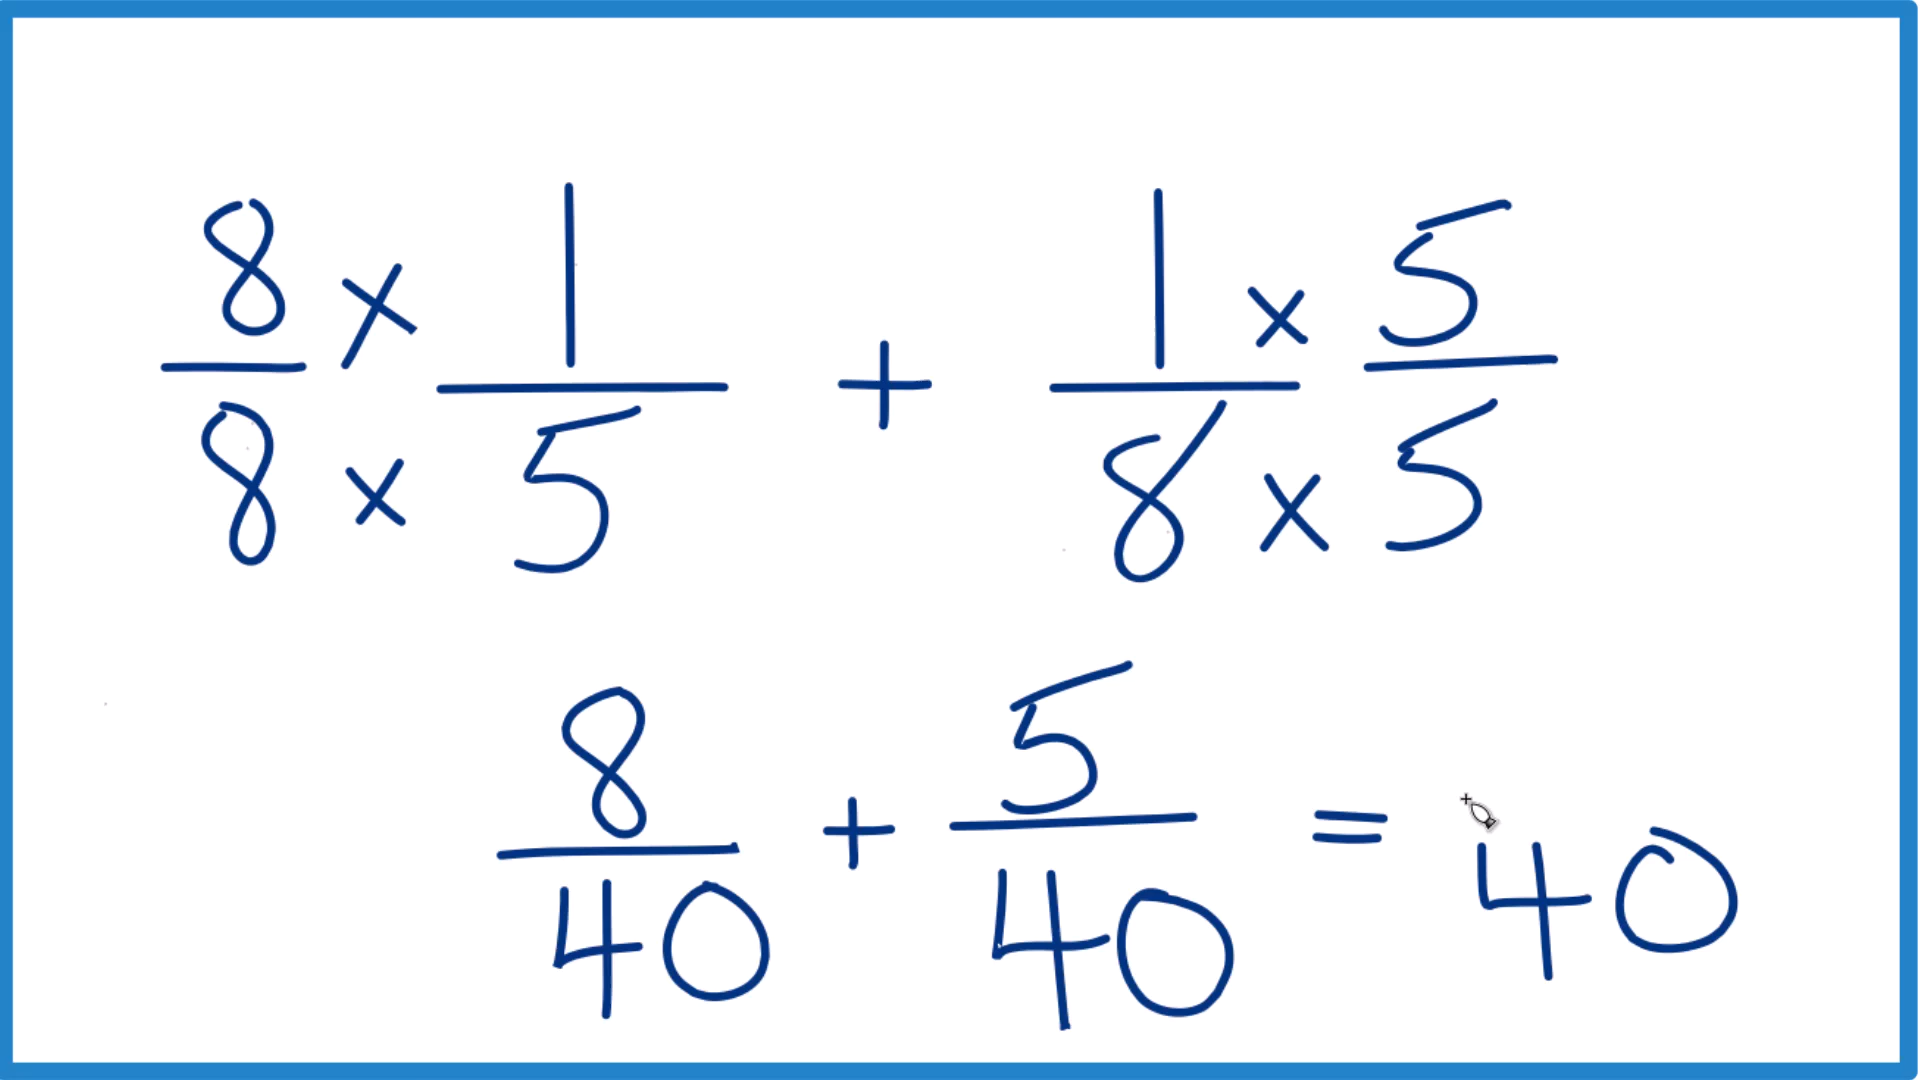 8/8 × 1/5 + 1/8 × 5/5
8/40 + 5/40 = 40